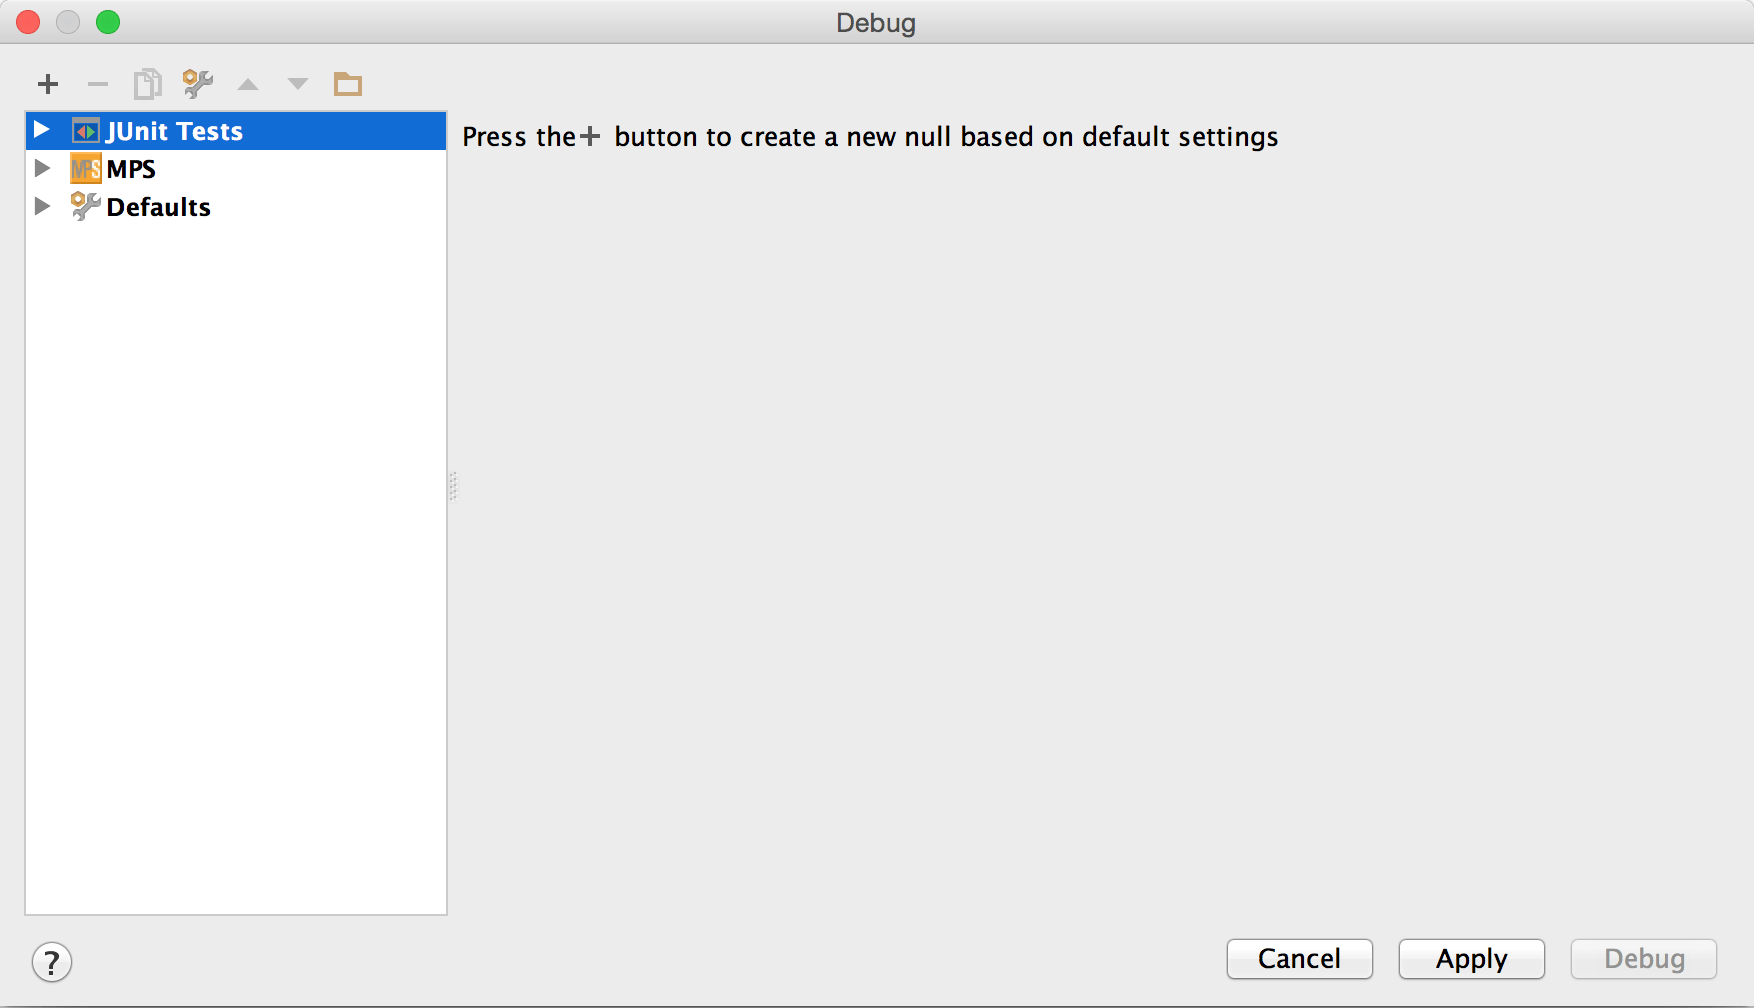 Debug
JUnit Tests
MPS MPS
Defaults
Press the + button to create a new null based on default settings
?
Cancel
Apply
Debug